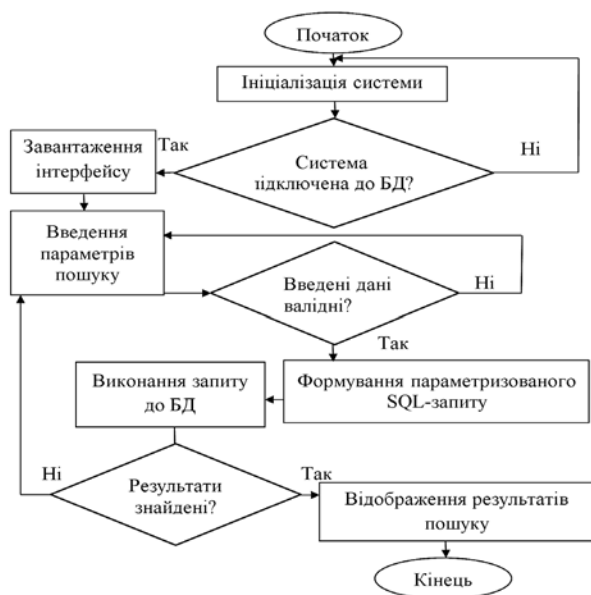 Початок
Ініціалізація системи
Завантаження
інтерфейсу
Так
Система
підключена до БД?
Ні
Введення
параметрів
пошуку
Введені дані
валідні?
Ні
Так
Виконання запиту
до БД
Формування параметризованого
SQL-запиту
Ні
Результати
знайдені?
Так
Відображення результатів
пошуку
Кінець